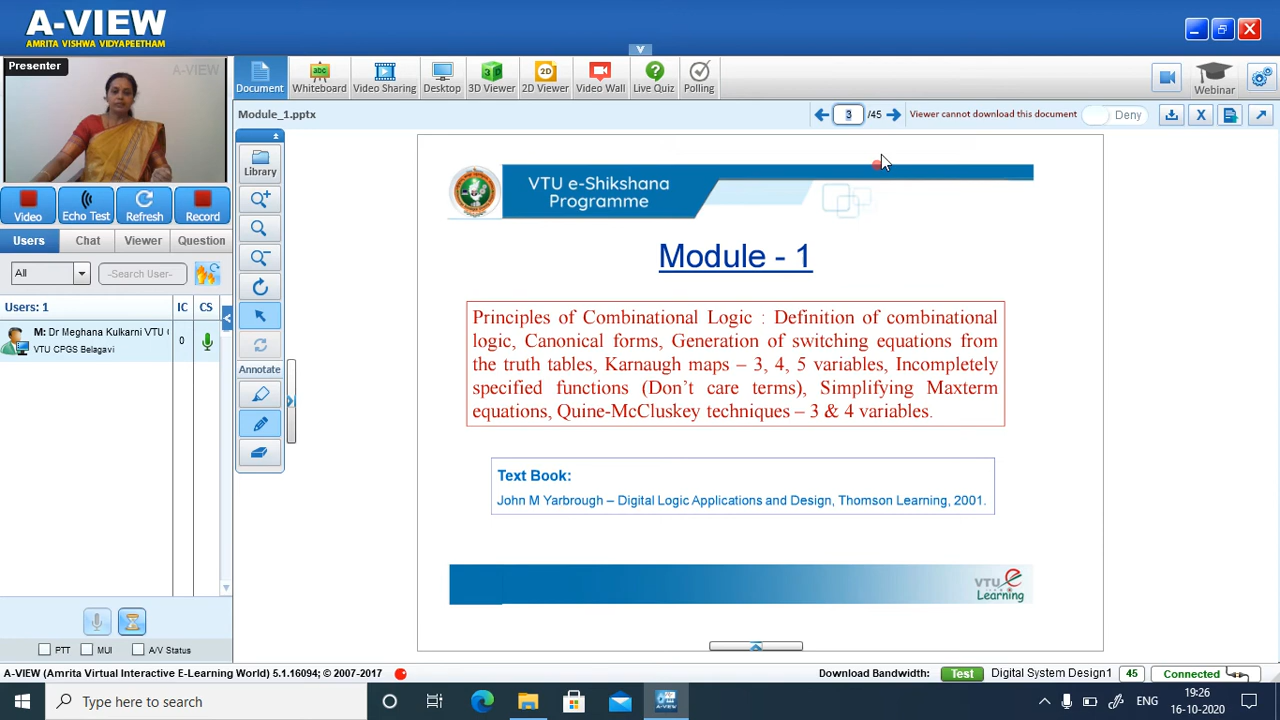 A-VIEW
AMRITA VISHWA VIDYAPEETHAM
Presenter
A-VIEW
Document
Whiteboard
Video Sharing
Desktop
3D Viewer
2D Viewer
Video Wall
Live Quiz
Polling
Webinar
Module_1.pptx
3 /45
Viewer cannot download this document
Deny
Video
Echo Test
Refresh
Record
Users
Chat
Viewer
Question
All
-Search User-
Users: 1
IC
CS
M: Dr Meghana Kulkarni VTU
VTU CPGS Belagavi
0
Library
Annotate
VTU e-Shikshana
Programme
Module - 1
Principles of Combinational Logic : Definition of combinational
logic, Canonical forms, Generation of switching equations from
the truth tables, Karnaugh maps – 3, 4, 5 variables, Incompletely
specified functions (Don't care terms), Simplifying Maxterm
equations, Quine-McCluskey techniques – 3 & 4 variables.
Text Book:
John M Yarbrough – Digital Logic Applications and Design, Thomson Learning, 2001.
VTU
Learning
PTT
MUI
A/V Status
A-VIEW (Amrita Virtual Interactive E-Learning World) 5.1.16094; © 2007-2017
Download Bandwidth:
Test
Digital System Design1
45
Connected
Type here to search
ENG
19:26
16-10-2020